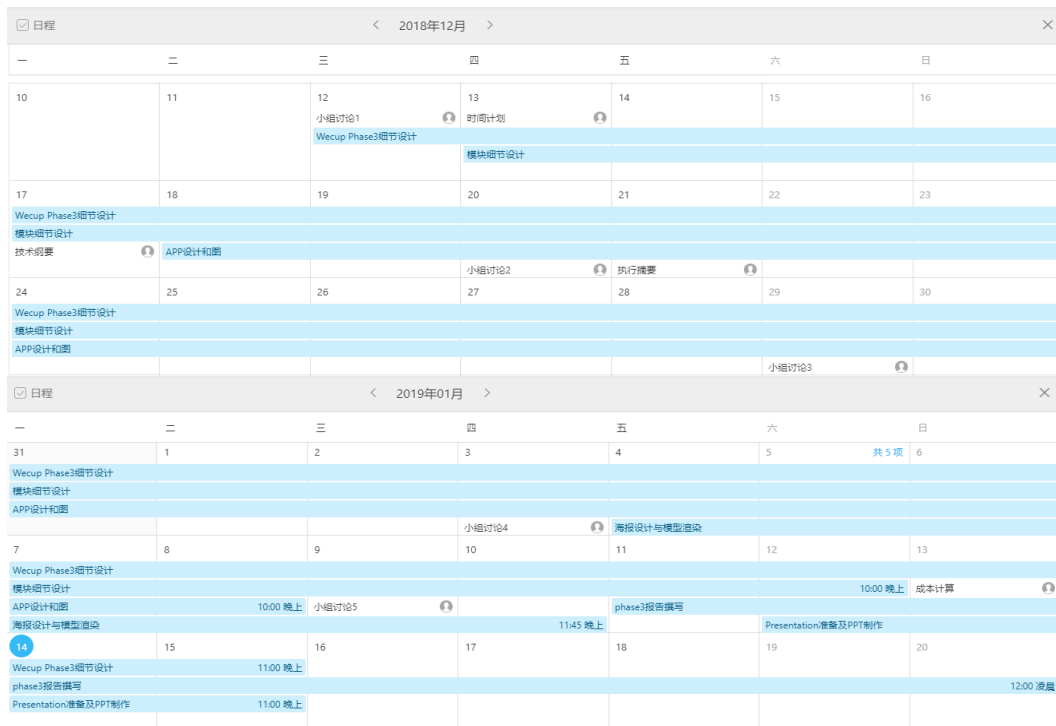 日程 2018年12月
一 二 三 四 五 六 日
10 11 12 13 14 15 16
小组讨论1 时间计划
Wecup Phase3细节设计
模块细节设计
17 18 19 20 21 22 23
Wecup Phase3细节设计
模块细节设计
技术纲要 APP设计和图
小组讨论2 执行摘要
24 25 26 27 28 29 30
Wecup Phase3细节设计
模块细节设计
APP设计和图
小组讨论3
日程 2019年01月
一 二 三 四 五 六 日
31 1 2 3 4 5 共 5 项 6
Wecup Phase3细节设计
模块细节设计
APP设计和图
小组讨论4 海报设计与模型渲染
7 8 9 10 11 12 13
Wecup Phase3细节设计
模块细节设计 10:00 晚上 成本计算
APP设计和图 10:00 晚上 小组讨论5 phase3报告撰写
海报设计与模型渲染 11:45 晚上 Presentation准备及PPT制作
14 15 16 17 18 19 20
Wecup Phase3细节设计 11:00 晚上
phase3报告撰写 12:00 凌晨
Presentation准备及PPT制作 11:00 晚上